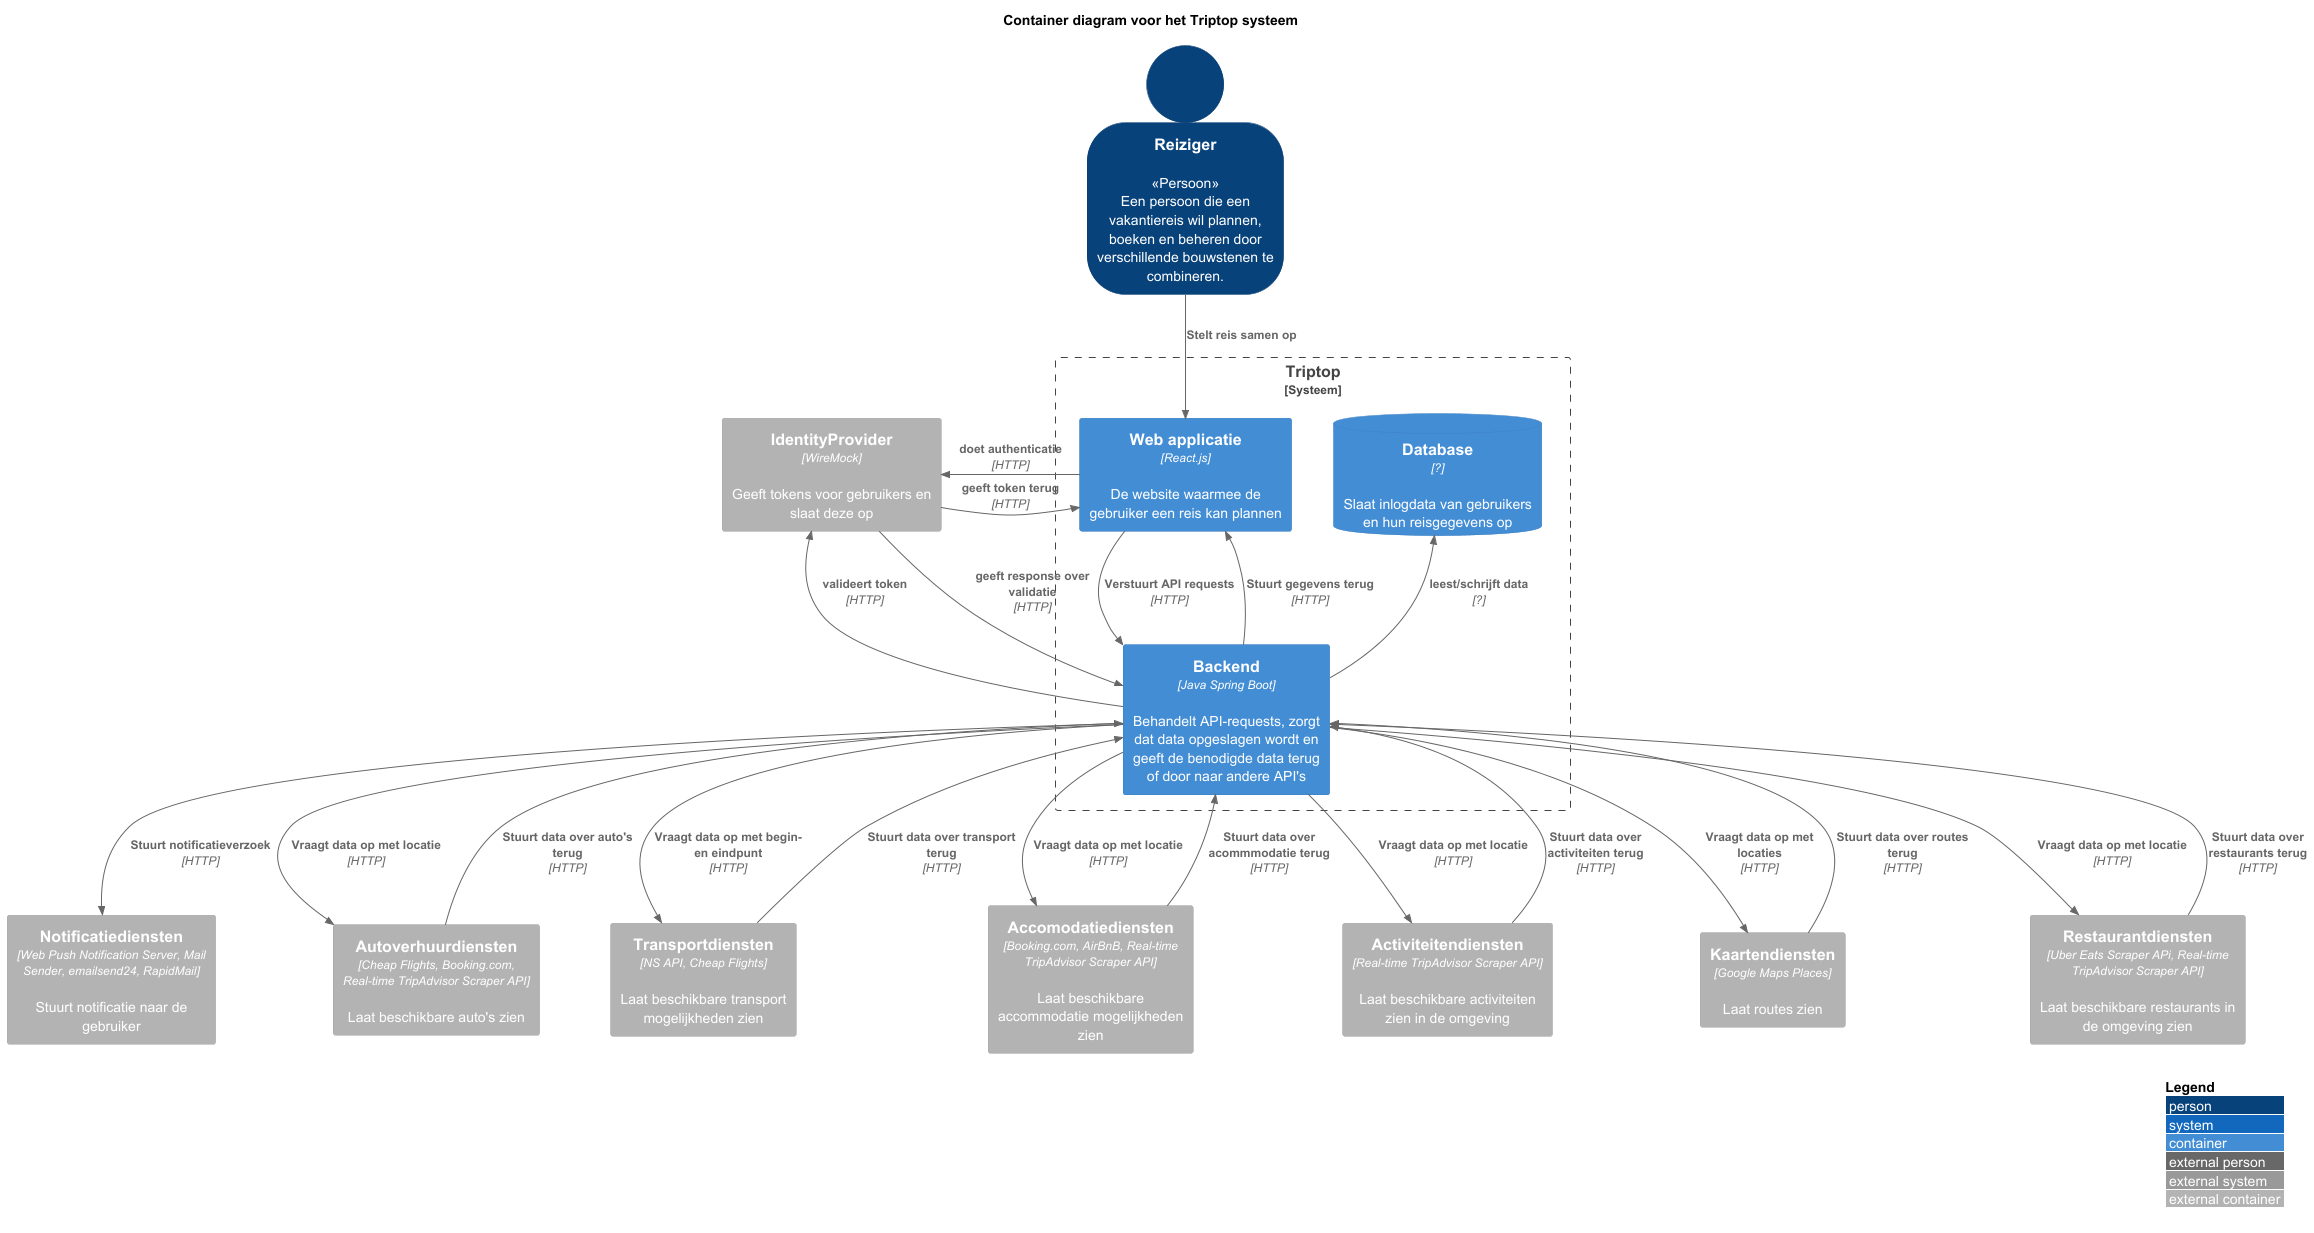 Container diagram voor het Triptop systeem
Reiziger
«Persoon»
Een persoon die een
vakantiereis wil plannen,
boeken en beheren door
verschillende bouwstenen te
combineren.
Stelt reis samen op
Triptop
[Systeem]
IdentityProvider
[WireMock]
Geeft tokens voor gebruikers en
slaat deze op
doet authenticatie
[HTTP]
geeft token terug
[HTTP]
Web applicatie
[React.js]
De website waarmee de
gebruiker een reis kan plannen
Database
[?]
Slaat inlogdata van gebruikers
en hun reisgegevens op
valideert token
[HTTP]
geeft response over
validatie
[HTTP]
Verstuurt API requests
[HTTP]
Stuurt gegevens terug
[HTTP]
leest/schrijft data
[?]
Backend
[Java Spring Boot]
Behandelt API-requests, zorgt
dat data opgeslagen wordt en
geeft de benodigde data terug
of door naar andere API's
Stuurt notificatieverzoek
[HTTP]
Vraagt data op met locatie
[HTTP]
Stuurt data over auto's
terug
[HTTP]
Vraagt data op met begin-
en eindpunt
[HTTP]
Stuurt data over transport
terug
[HTTP]
Vraagt data op met locatie
[HTTP]
Stuurt data over
acommmodatie terug
[HTTP]
Vraagt data op met locatie
[HTTP]
Stuurt data over
activiteiten terug
[HTTP]
Vraagt data op met
locaties
[HTTP]
Stuurt data over routes
terug
[HTTP]
Vraagt data op met locatie
[HTTP]
Stuurt data over
restaurants terug
[HTTP]
Notificatiediensten
[Web Push Notification Server, Mail
Sender, emailsend24, RapidMail]
Stuurt notificatie naar de
gebruiker
Autoverhuurdiensten
[Cheap Flights, Booking.com,
Real-time TripAdvisor Scraper API]
Laat beschikbare auto's zien
Transportdiensten
[NS API, Cheap Flights]
Laat beschikbare transport
mogelijkheden zien
Accomodatiediensten
[Booking.com, AirBnB, Real-time
TripAdvisor Scraper API]
Laat beschikbare
accommodatie mogelijkheden
zien
Activiteitendiensten
[Real-time TripAdvisor Scraper API]
Laat beschikbare activiteiten
zien in de omgeving
Kaartendiensten
[Google Maps Places]
Laat routes zien
Restaurantdiensten
[Uber Eats Scraper APi, Real-time
TripAdvisor Scraper API]
Laat beschikbare restaurants in
de omgeving zien
Legend
person
system
container
external person
external system
external container